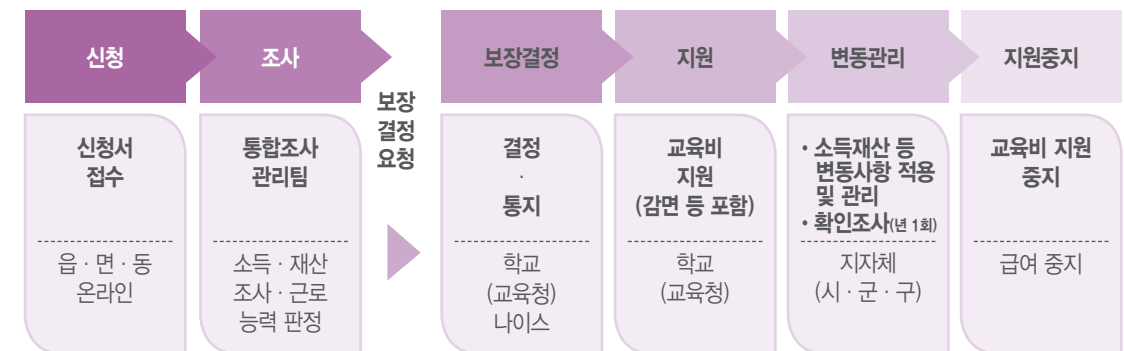 신청
조사
보장
결정
요청
보장결정
지원
변동관리
지원중지
신청서
접수
읍 · 면 · 동
온라인
통합조사
관리팀
소득 · 재산
조사 · 근로
능력 판정
결정
·
통지
학교
(교육청)
나이스
교육비
지원
(감면 등 포함)
학교
(교육청)
· 소득재산 등
변동사항 적용
및 관리
· 확인조사(년 1회)
지자체
(시 · 군 · 구)
교육비 지원
중지
급여 중지